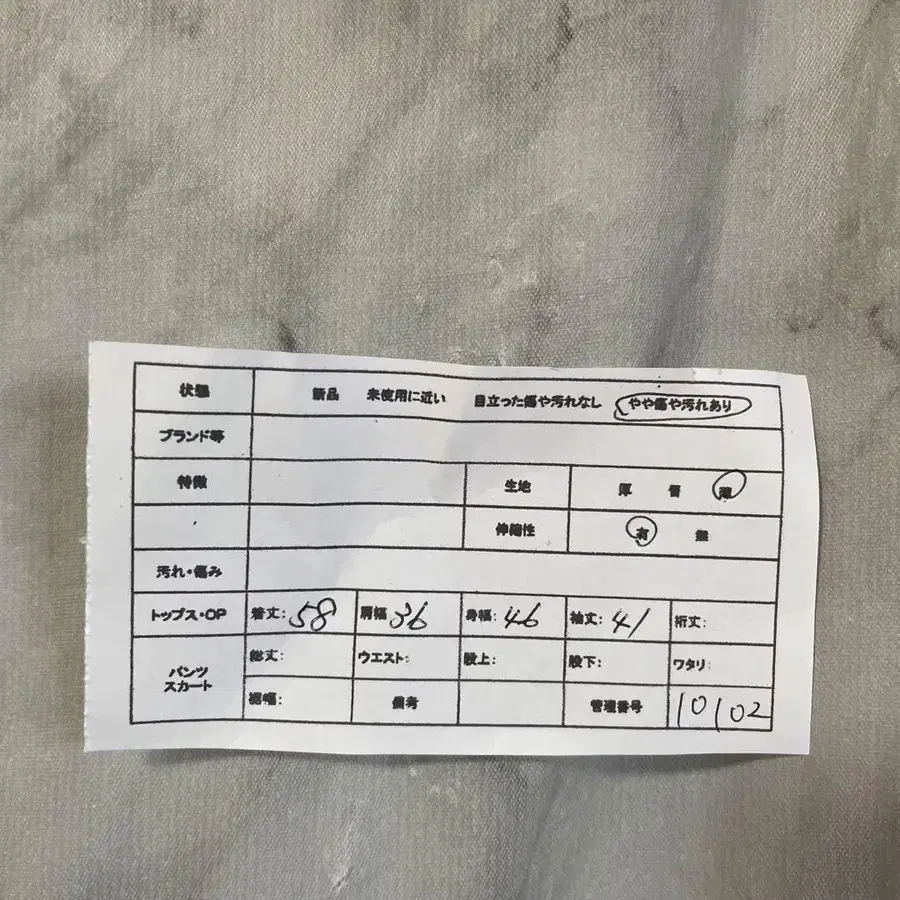 状態 新品 未使用に近い 目立った傷や汚れなし やや傷や汚れあり
ブランド等
特徴 生地 厚 普 薄
伸縮性 有 無
汚れ・傷み
トップス・OP 着丈: 58 肩幅: 36 身幅: 46 袖丈: 41 裄丈:
パンツ スカート 総丈: ウエスト: 股上: 股下: ワタリ:
裾幅: 備考 管理番号 10102